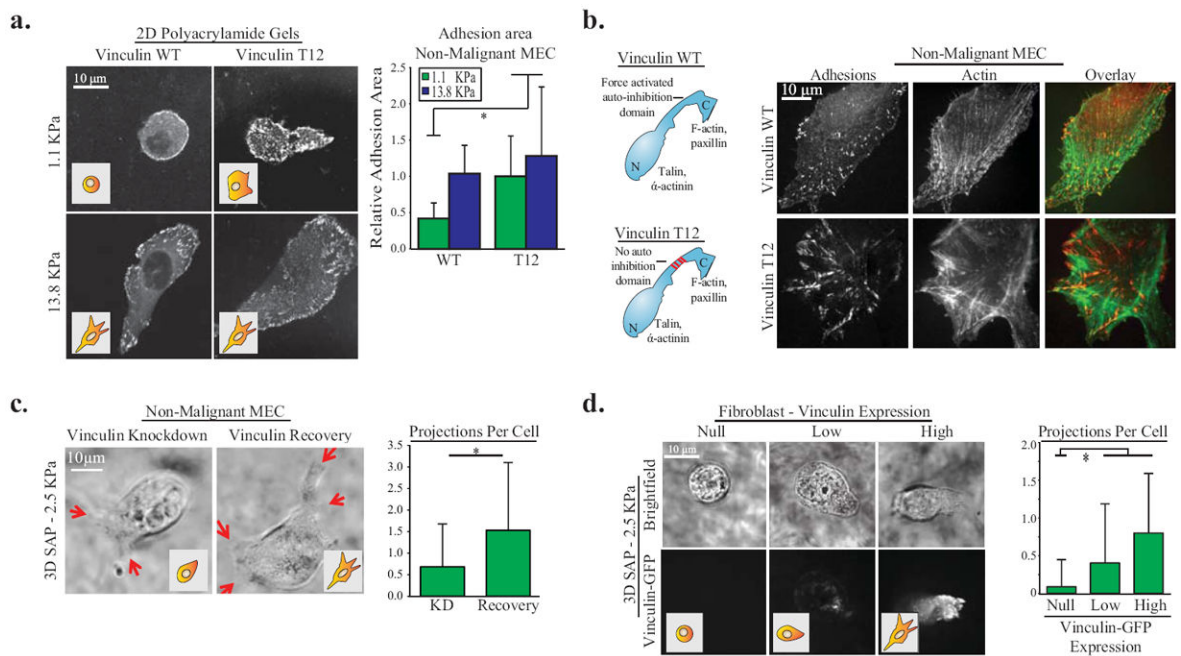 a.
2D Polyacrylamide Gels
Vinculin WT Vinculin T12
10 μm
1.1 KPa
13.8 KPa
Adhesion area
Non-Malignant MEC
1.1 KPa
13.8 KPa
*
Relative Adhesion Area
2.5
2.0
1.5
1.0
0.5
0.0
WT T12
b.
Vinculin WT
Force activated
auto-inhibition
domain
C
F-actin,
paxillin
N
Talin,
α-actinin
Vinculin T12
No auto
inhibition
domain
C
F-actin,
paxillin
N
Talin,
α-actinin
Non-Malignant MEC
Adhesions Actin Overlay
10 μm
Vinculin WT
Vinculin T12
c.
Non-Malignant MEC
Vinculin Knockdown Vinculin Recovery
10μm
3D SAP - 2.5 KPa
Projections Per Cell
*
3.5
3.0
2.5
2.0
1.5
1.0
0.5
0.0
KD Recovery
d.
Fibroblast - Vinculin Expression
Null Low High
10 μm
3D SAP - 2.5 KPa
Brightfield
Vinculin-GFP
Projections Per Cell
*
2.0
1.5
1.0
0.5
0
Null Low High
Vinculin-GFP
Expression